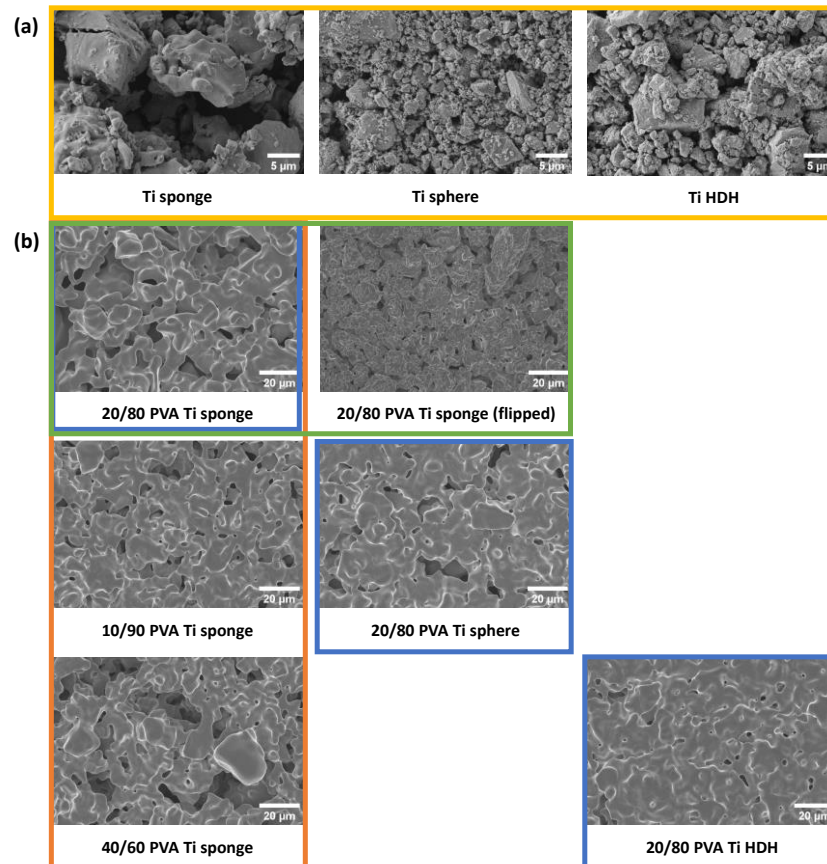 (a)
5 µm
5 µm
5 µm
Ti sponge
Ti sphere
Ti HDH
(b)
20 µm
20 µm
20/80 PVA Ti sponge
20/80 PVA Ti sponge (flipped)
20 µm
20 µm
10/90 PVA Ti sponge
20/80 PVA Ti sphere
20 µm
20 µm
40/60 PVA Ti sponge
20/80 PVA Ti HDH